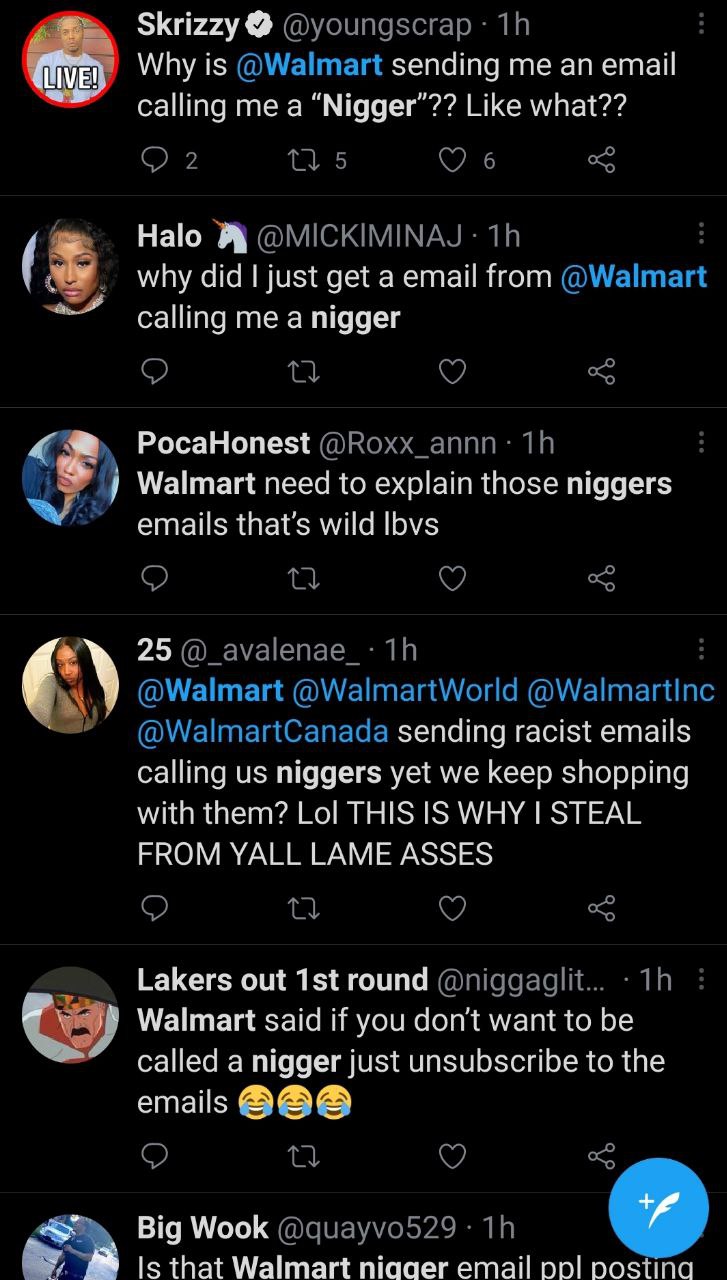 LIVE!
Skrizzy @youngscrap · 1h
Why is @Walmart sending me an email
calling me a “Nigger”?? Like what??
2 5 6
Halo 🦄 @MICKIMINAJ · 1h
why did I just get a email from @Walmart
calling me a nigger
PocaHonest @Roxx_annn · 1h
Walmart need to explain those niggers
emails that’s wild lbvs
25 @_avalenae_ · 1h
@Walmart @WalmartWorld @WalmartInc
@WalmartCanada sending racist emails
calling us niggers yet we keep shopping
with them? Lol THIS IS WHY I STEAL
FROM YALL LAME ASSES
Lakers out 1st round @niggaglit... · 1h
Walmart said if you don’t want to be
called a nigger just unsubscribe to the
emails 😂😂😂
Big Wook @quayvo529 · 1h
Is that Walmart nigger email ppl posting